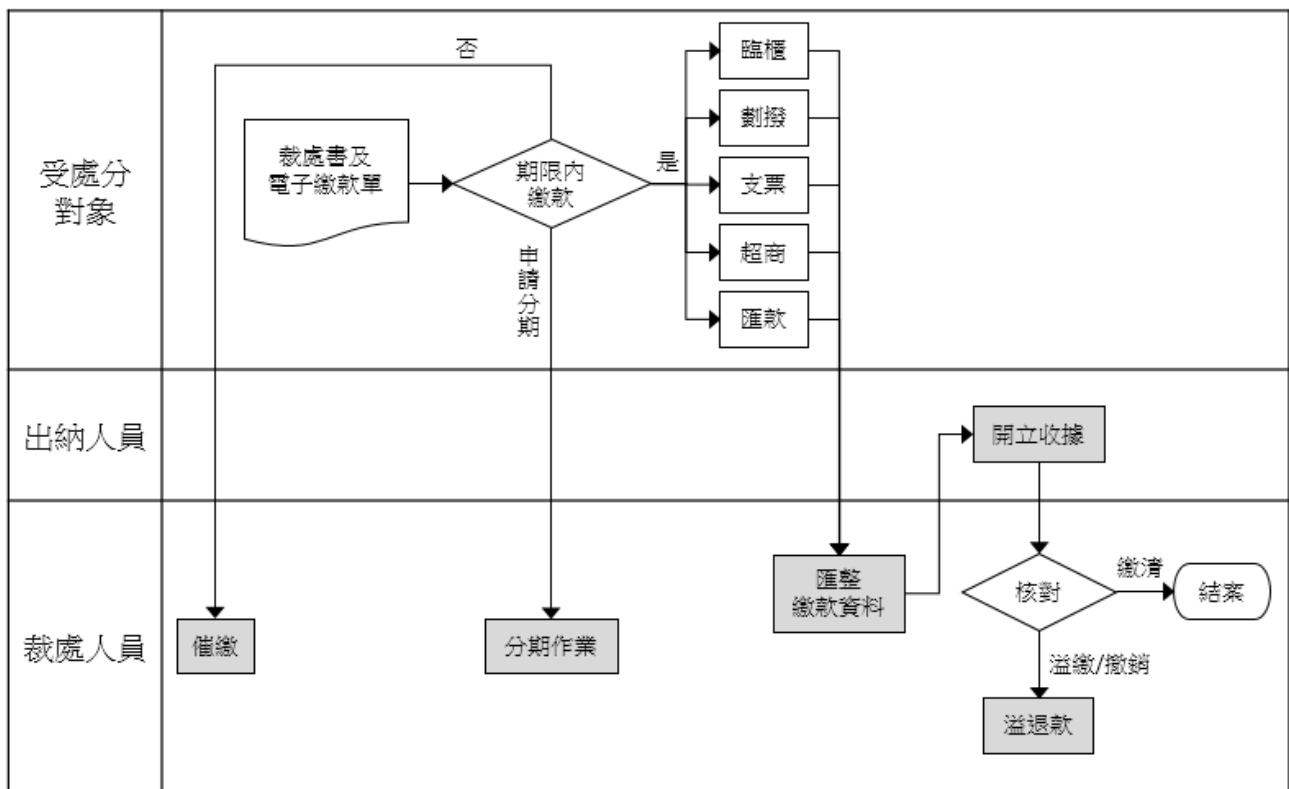 受處分
對象
否
裁處書及
電子繳款單
期限內
繳款
是
申請分期
臨櫃
劃撥
支票
超商
匯款
出納人員
開立收據
裁處人員
催繳
分期作業
匯整
繳款資料
核對
繳清
結案
溢繳/撤銷
溢退款